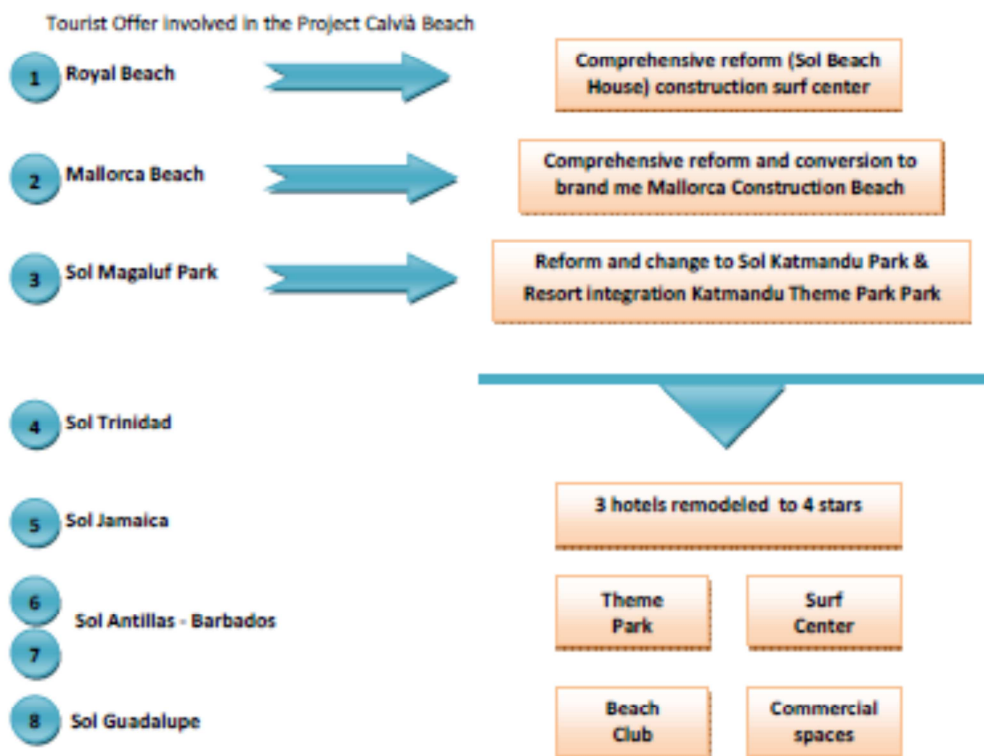 Tourist Offer Involved in the Project Calvià Beach
1 Royal Beach
Comprehensive reform (Sol Beach
House) construction surf center
2 Mallorca Beach
Comprehensive reform and conversion to
brand me Mallorca Construction Beach
3 Sol Magaluf Park
Reform and change to Sol Katmandu Park &
Resort integration Katmandu Theme Park Park
4 Sol Trinidad
5 Sol Jamaica
3 hotels remodeled to 4 stars
6
7
Sol Antillas - Barbados
Theme
Park
Surf
Center
8 Sol Guadalupe
Beach
Club
Commercial
spaces